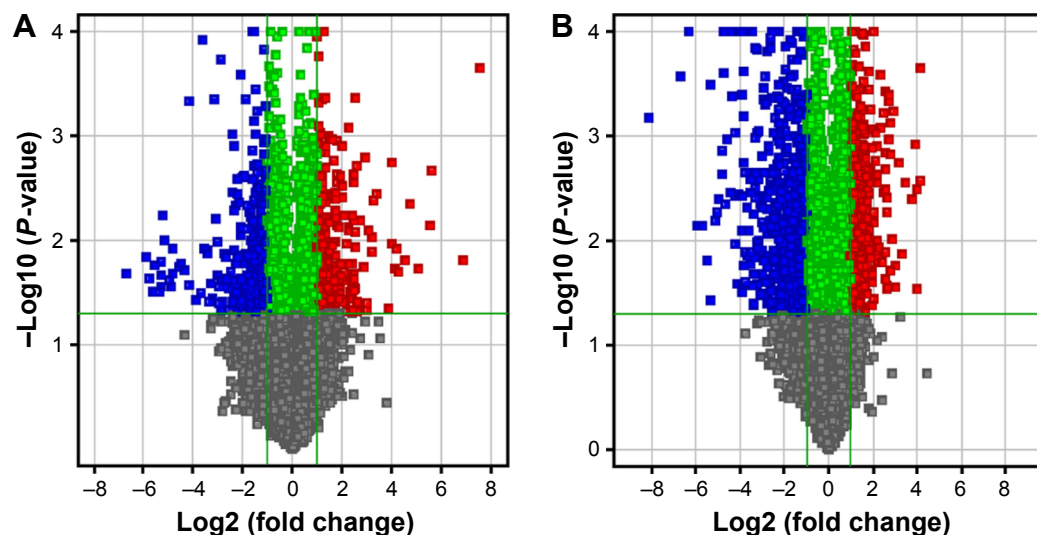 A
4
3
2
1
–Log10 (P-value)
–8 –6 –4 –2 0 2 4 6 8
Log2 (fold change)
B
4
3
2
1
0
–Log10 (P-value)
–8 –6 –4 –2 0 2 4 6 8
Log2 (fold change)